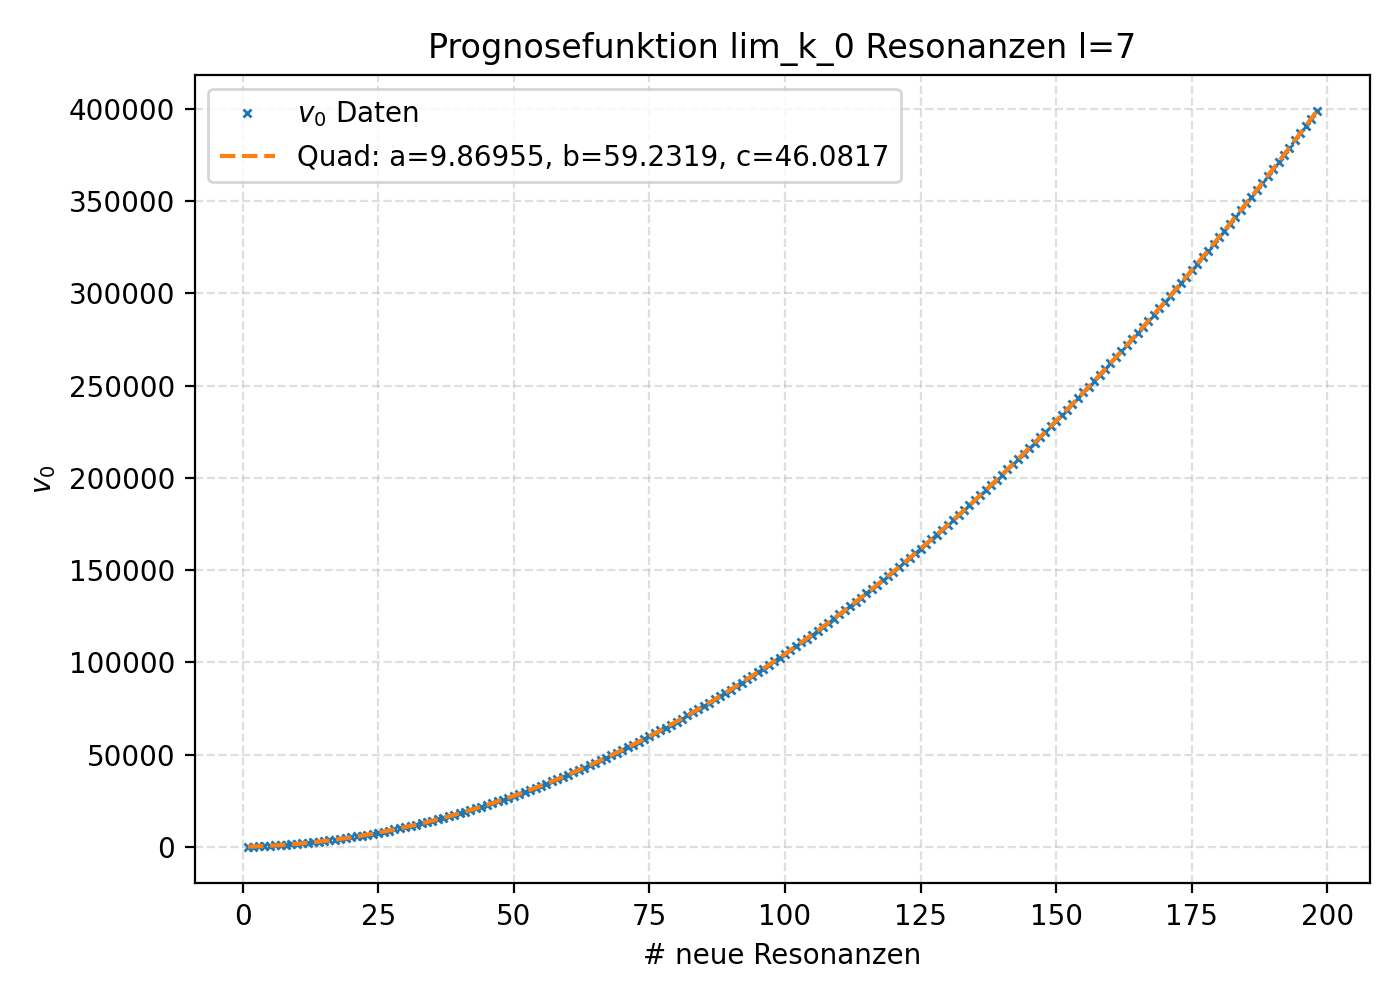 Prognosefunktion lim_k_0 Resonanzen l=7
v₀ Daten
Quad: a=9.86955, b=59.2319, c=46.0817
400000
350000
300000
250000
200000
150000
100000
50000
0
v₀
0 25 50 75 100 125 150 175 200
# neue Resonanzen